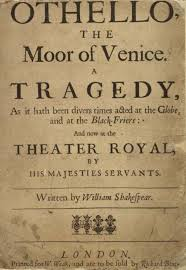 OTHELLO,
THE
Moor of Venice.
A
TRAGEDY,
As it hath been divers times acted at the Globe,
and at the Black-Friers:
And now at the
THEATER ROYAL,
BY
HIS MAJESTIES SERVANTS.
Written by William Shakespear.
LONDON,
Printed for W. Weak, and are to be sold by Richard